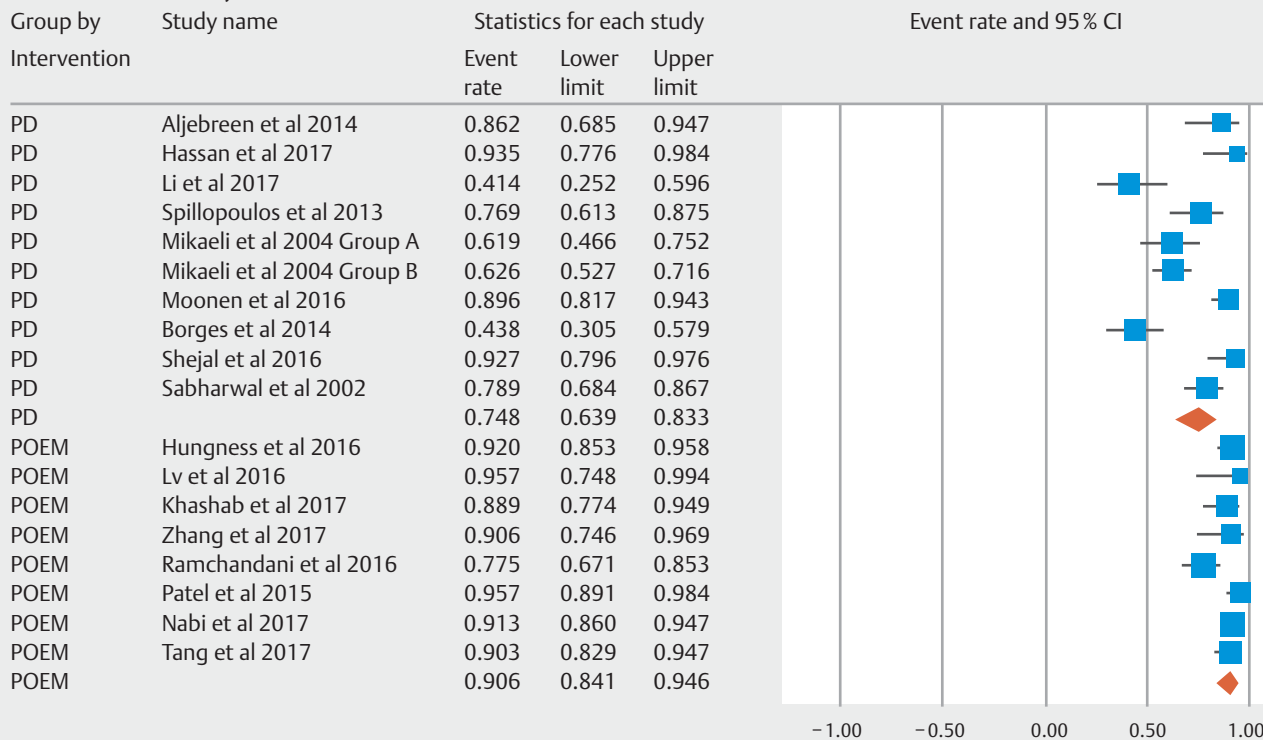 Group by Study name Statistics for each study Event rate and 95% CI
Intervention Event rate Lower limit Upper limit
PD Aljebreen et al 2014 0.862 0.685 0.947
PD Hassan et al 2017 0.935 0.776 0.984
PD Li et al 2017 0.414 0.252 0.596
PD Spillopoulos et al 2013 0.769 0.613 0.875
PD Mikaeli et al 2004 Group A 0.619 0.466 0.752
PD Mikaeli et al 2004 Group B 0.626 0.527 0.716
PD Moonen et al 2016 0.896 0.817 0.943
PD Borges et al 2014 0.438 0.305 0.579
PD Shejal et al 2016 0.927 0.796 0.976
PD Sabharwal et al 2002 0.789 0.684 0.867
PD 0.748 0.639 0.833
POEM Hungness et al 2016 0.920 0.853 0.958
POEM Lv et al 2016 0.957 0.748 0.994
POEM Khashab et al 2017 0.889 0.774 0.949
POEM Zhang et al 2017 0.906 0.746 0.969
POEM Ramchandani et al 2016 0.775 0.671 0.853
POEM Patel et al 2015 0.957 0.891 0.984
POEM Nabi et al 2017 0.913 0.860 0.947
POEM Tang et al 2017 0.903 0.829 0.947
POEM 0.906 0.841 0.946
−1.00 −0.50 0.00 0.50 1.00